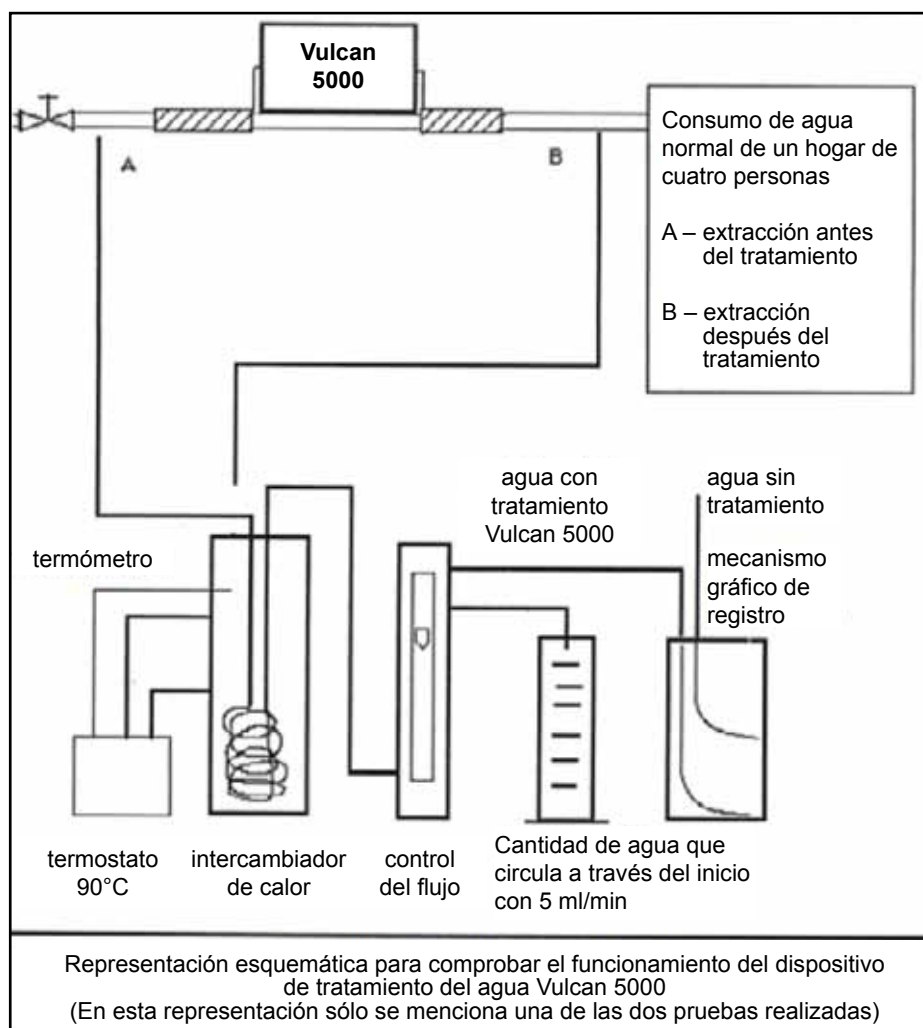 Vulcan
5000
A
B
Consumo de agua
normal de un hogar de
cuatro personas
A – extracción antes
del tratamiento
B – extracción
después del
tratamiento
agua con
tratamiento
Vulcan 5000
agua sin
tratamiento
mecanismo
gráfico de
registro
termómetro
termostato
90°C
intercambiador
de calor
control
del flujo
Cantidad de agua que
circula a través del inicio
con 5 ml/min
Representación esquemática para comprobar el funcionamiento del dispositivo
de tratamiento del agua Vulcan 5000
(En esta representación sólo se menciona una de las dos pruebas realizadas)